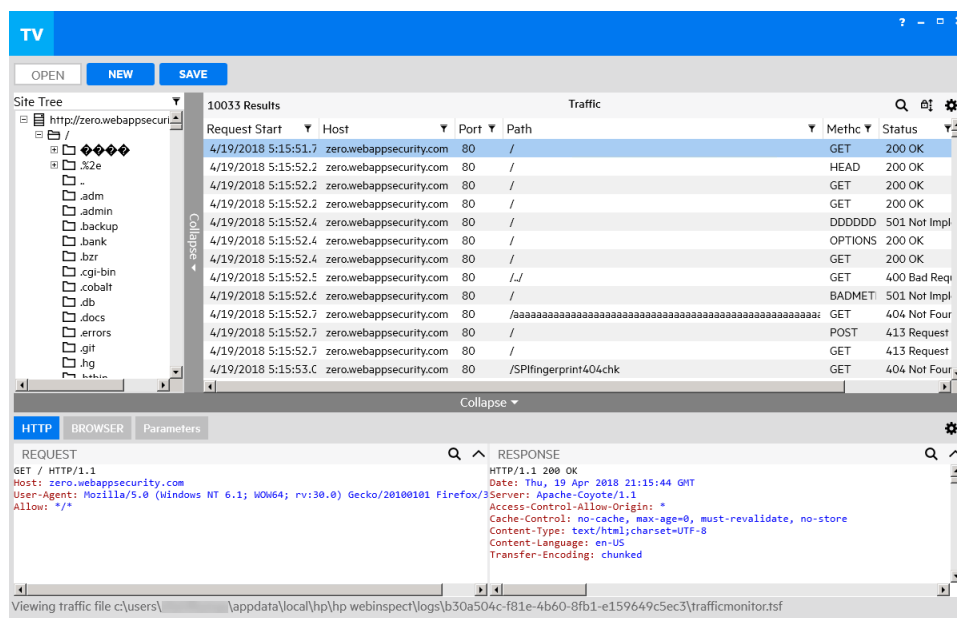 TV
?
OPEN NEW SAVE
Site Tree
http://zero.webappsecuri
/
.%2e
..
.adm
.admin
.backup
.bank
.bzr
.cgi-bin
.cobalt
.db
.docs
.errors
.git
.hg
Collapse
10033 Results Traffic
Request Start Host Port Path Methc Status
4/19/2018 5:15:51.7 zero.webappsecurity.com 80 / GET 200 OK
4/19/2018 5:15:52.2 zero.webappsecurity.com 80 / HEAD 200 OK
4/19/2018 5:15:52.2 zero.webappsecurity.com 80 / GET 200 OK
4/19/2018 5:15:52.2 zero.webappsecurity.com 80 / GET 200 OK
4/19/2018 5:15:52.4 zero.webappsecurity.com 80 / DDDDDD 501 Not Impl
4/19/2018 5:15:52.4 zero.webappsecurity.com 80 / OPTIONS 200 OK
4/19/2018 5:15:52.4 zero.webappsecurity.com 80 / GET 200 OK
4/19/2018 5:15:52.5 zero.webappsecurity.com 80 /../ GET 400 Bad Requ
4/19/2018 5:15:52.6 zero.webappsecurity.com 80 / BADMET 501 Not Impl
4/19/2018 5:15:52.7 zero.webappsecurity.com 80 GET 404 Not Four
4/19/2018 5:15:52.7 zero.webappsecurity.com 80 / POST 413 Request
4/19/2018 5:15:52.7 zero.webappsecurity.com 80 / GET 413 Request
4/19/2018 5:15:53.0 zero.webappsecurity.com 80 /SPIfingerprint404chk GET 404 Not Four
Collapse
HTTP BROWSER Parameters
REQUEST
GET / HTTP/1.1
Host: zero.webappsecurity.com
User-Agent: Mozilla/5.0 (Windows NT 6.1; WOW64; rv:30.0) Gecko/20100101 Firefox/3
Allow: */*
RESPONSE
HTTP/1.1 200 OK
Date: Thu, 19 Apr 2018 21:15:44 GMT
Server: Apache-Coyote/1.1
Access-Control-Allow-Origin: *
Cache-Control: no-cache, max-age=0, must-revalidate, no-store
Content-Type: text/html;charset=UTF-8
Content-Language: en-US
Transfer-Encoding: chunked
Viewing traffic file c:\users\ \appdata\local\hp\hp webinspect\logs\b30a504c-f81e-4b60-8fb1-e159649c5ec3\trafficmonitor.tsf